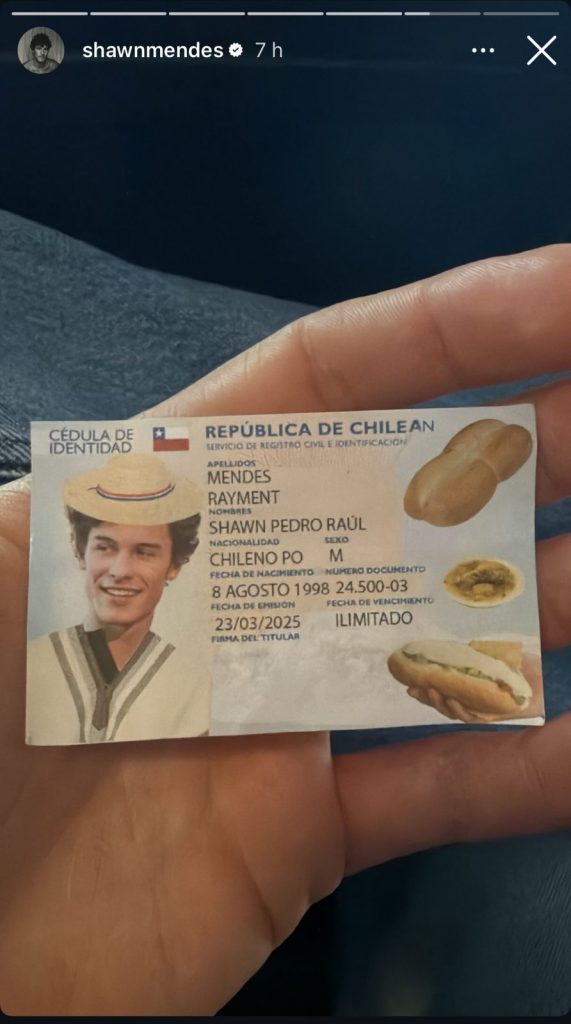 shawnmendes 7 h
CÉDULA DE
IDENTIDAD
REPÚBLICA DE CHILEAN
SERVICIO DE REGISTRO CIVIL E IDENTIFICACIÓN
APELLIDOS
MENDES
RAYMENT
NOMBRES
SHAWN PEDRO RAÚL
NACIONALIDAD SEXO
CHILENO PO M
FECHA DE NACIMIENTO NÚMERO DOCUMENTO
8 AGOSTO 1998 24.500-03
FECHA DE EMISIÓN FECHA DE VENCIMIENTO
23/03/2025 ILIMITADO
FIRMA DEL TITULAR